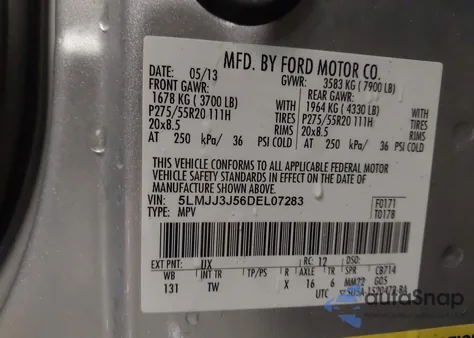 MFD. BY FORD MOTOR CO.
DATE: 05/13 GVWR: 3583 KG ( 7900 LB)
FRONT GAWR: REAR GAWR:
1678 KG ( 3700 LB) 1964 KG ( 4330 LB)
P275/55R20 111H WITH TIRES P275/55R20 111H WITH TIRES
20x8.5 RIMS 20x8.5 RIMS
AT 250 kPa/ 36 PSI COLD AT 250 kPa/ 36 PSI COLD
THIS VEHICLE CONFORMS TO ALL APPLICABLE FEDERAL MOTOR
VEHICLE SAFETY STANDARDS IN EFFECT ON THE DATE OF
MANUFACTURE SHOWN ABOVE.
VIN: 5LMJJ3J56DEL07283 F0171
TYPE: MPV T0178
EXT PNT: UX RC: 12 DSO:
WB INT TR TP/PS R AXLE TR SPR CB714
131 TW X 16 6 MM22 G05
UTC
autoSnap